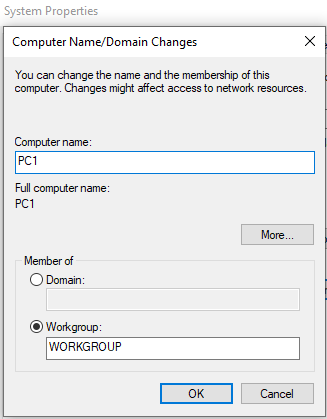 System Properties
Computer Name/Domain Changes
You can change the name and the membership of this
computer. Changes might affect access to network resources.
Computer name:
PC1
Full computer name:
PC1
More...
Member of
Domain:
Workgroup:
WORKGROUP
OK
Cancel